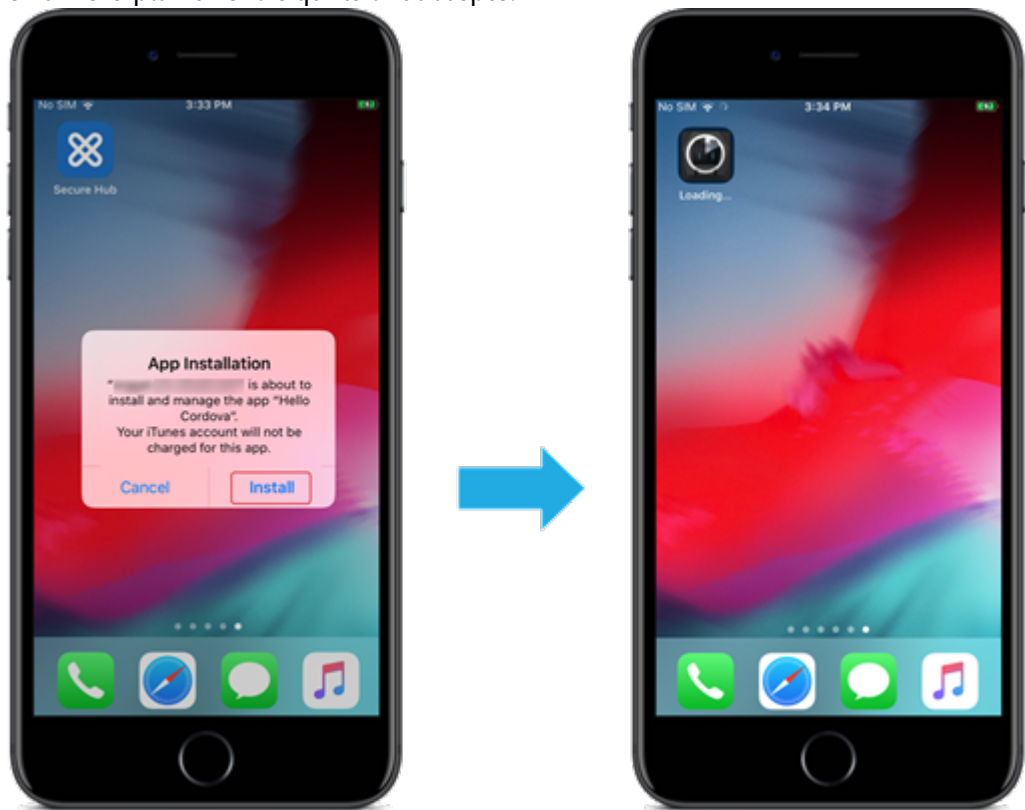 No SIM
3:33 PM
Secure Hub
App Installation
" is about to
install and manage the app "Hello
Cordova".
Your iTunes account will not be
charged for this app.
Cancel
Install
No SIM
3:34 PM
Loading...